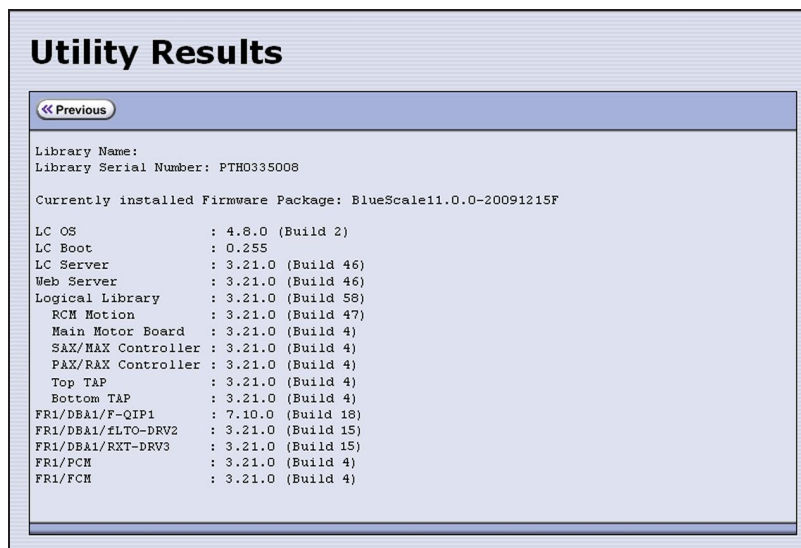 Utility Results
« Previous
Library Name:
Library Serial Number: PTH0335008
Currently installed Firmware Package: BlueScale11.0.0-20091215F
LC OS : 4.8.0 (Build 2)
LC Boot : 0.255
LC Server : 3.21.0 (Build 46)
Web Server : 3.21.0 (Build 46)
Logical Library : 3.21.0 (Build 58)
RCM Motion : 3.21.0 (Build 47)
Main Motor Board : 3.21.0 (Build 4)
SAX/MAX Controller : 3.21.0 (Build 4)
PAX/RAX Controller : 3.21.0 (Build 4)
Top TAP : 3.21.0 (Build 4)
Bottom TAP : 3.21.0 (Build 4)
FR1/DBA1/F-QIP1 : 7.10.0 (Build 18)
FR1/DBA1/fLTO-DRV2 : 3.21.0 (Build 15)
FR1/DBA1/RXT-DRV3 : 3.21.0 (Build 15)
FR1/PCM : 3.21.0 (Build 4)
FR1/FCM : 3.21.0 (Build 4)